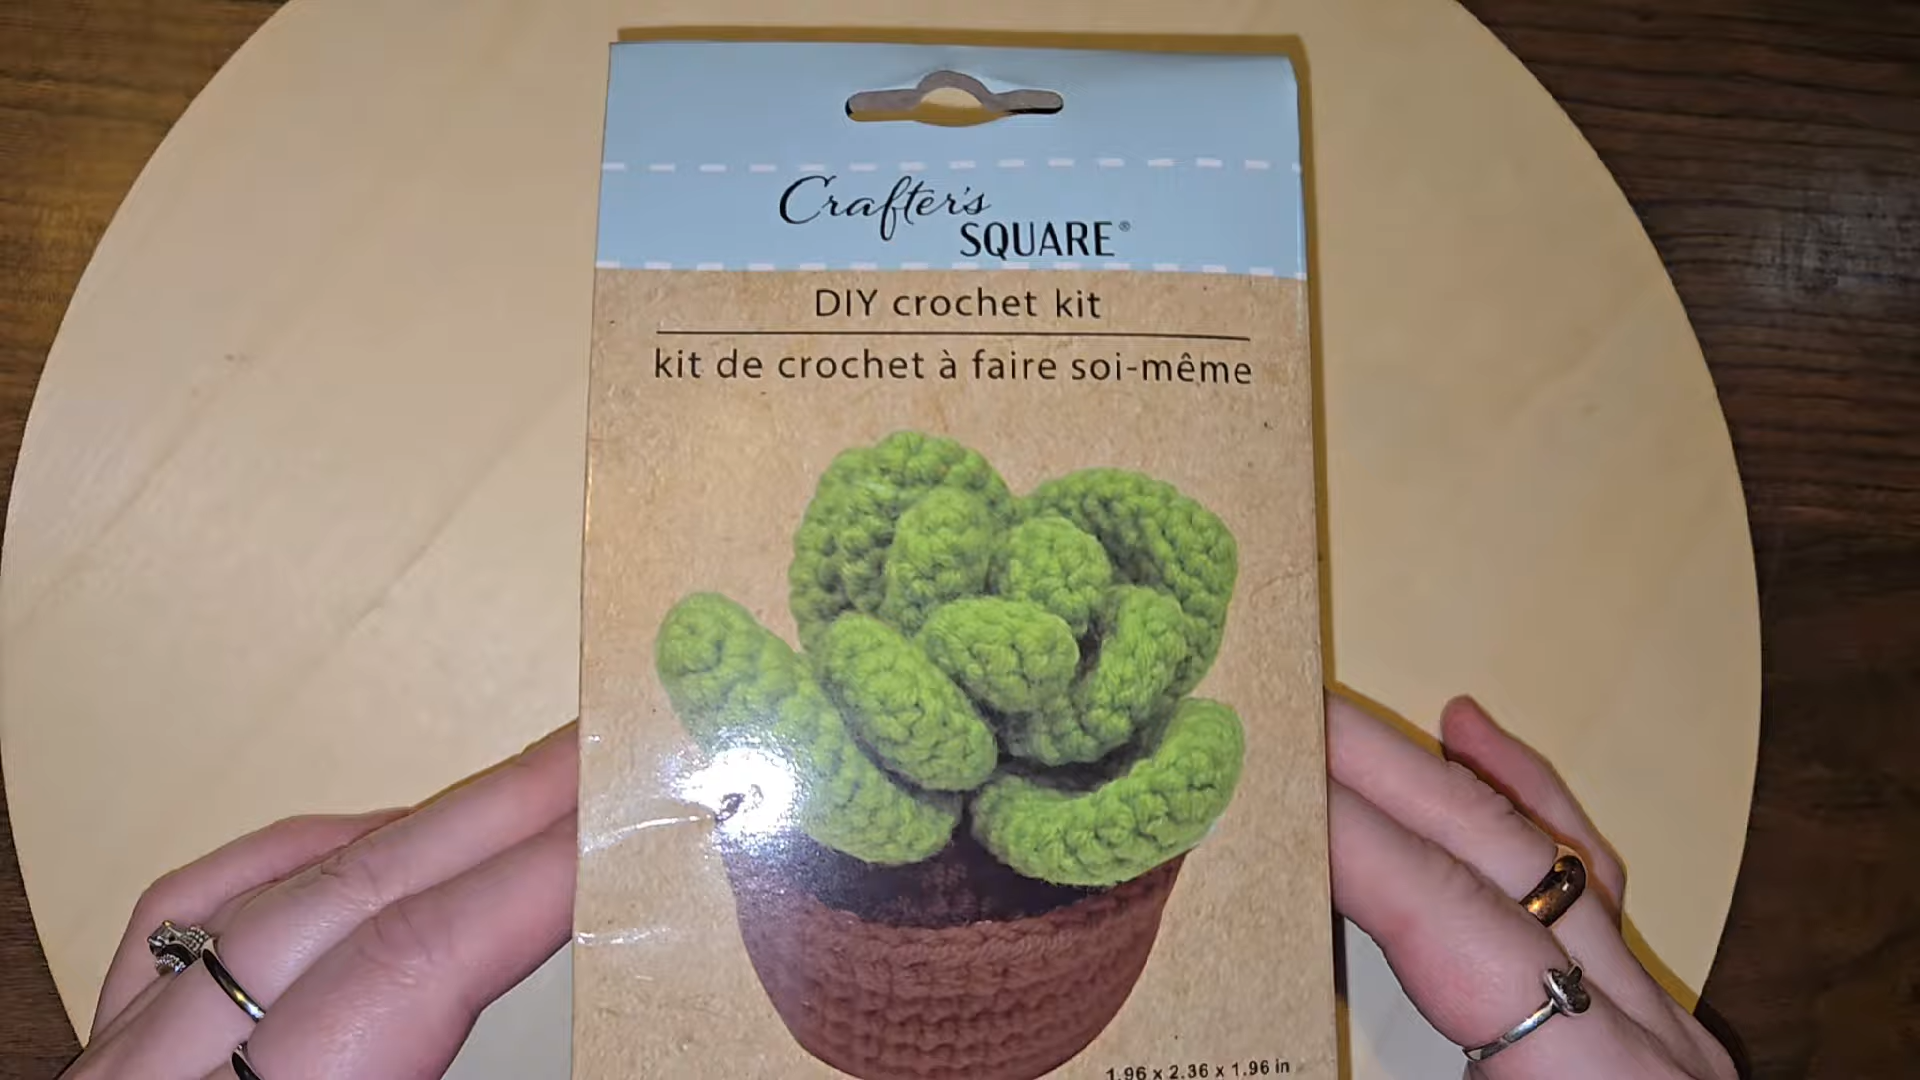 Crafter's
SQUARE®
DIY crochet kit
kit de crochet à faire soi-même
1.96 x 2.36 x 1.96 in